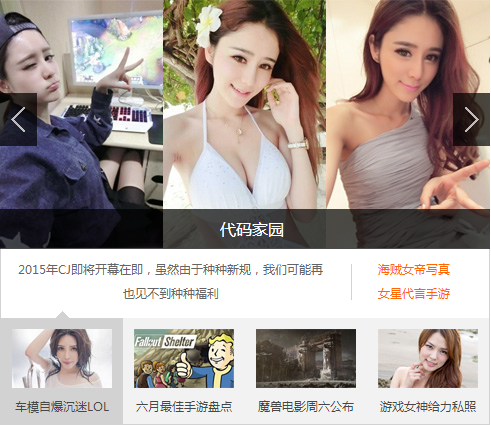 代码家园
2015年CJ即将开幕在即，虽然由于种种新规，我们可能再
也见不到种种福利
海贼女帝写真
女星代言手游
Fallout Shelter
车模自爆沉迷LOL
六月最佳手游盘点
魔兽电影周六公布
游戏女神给力私照